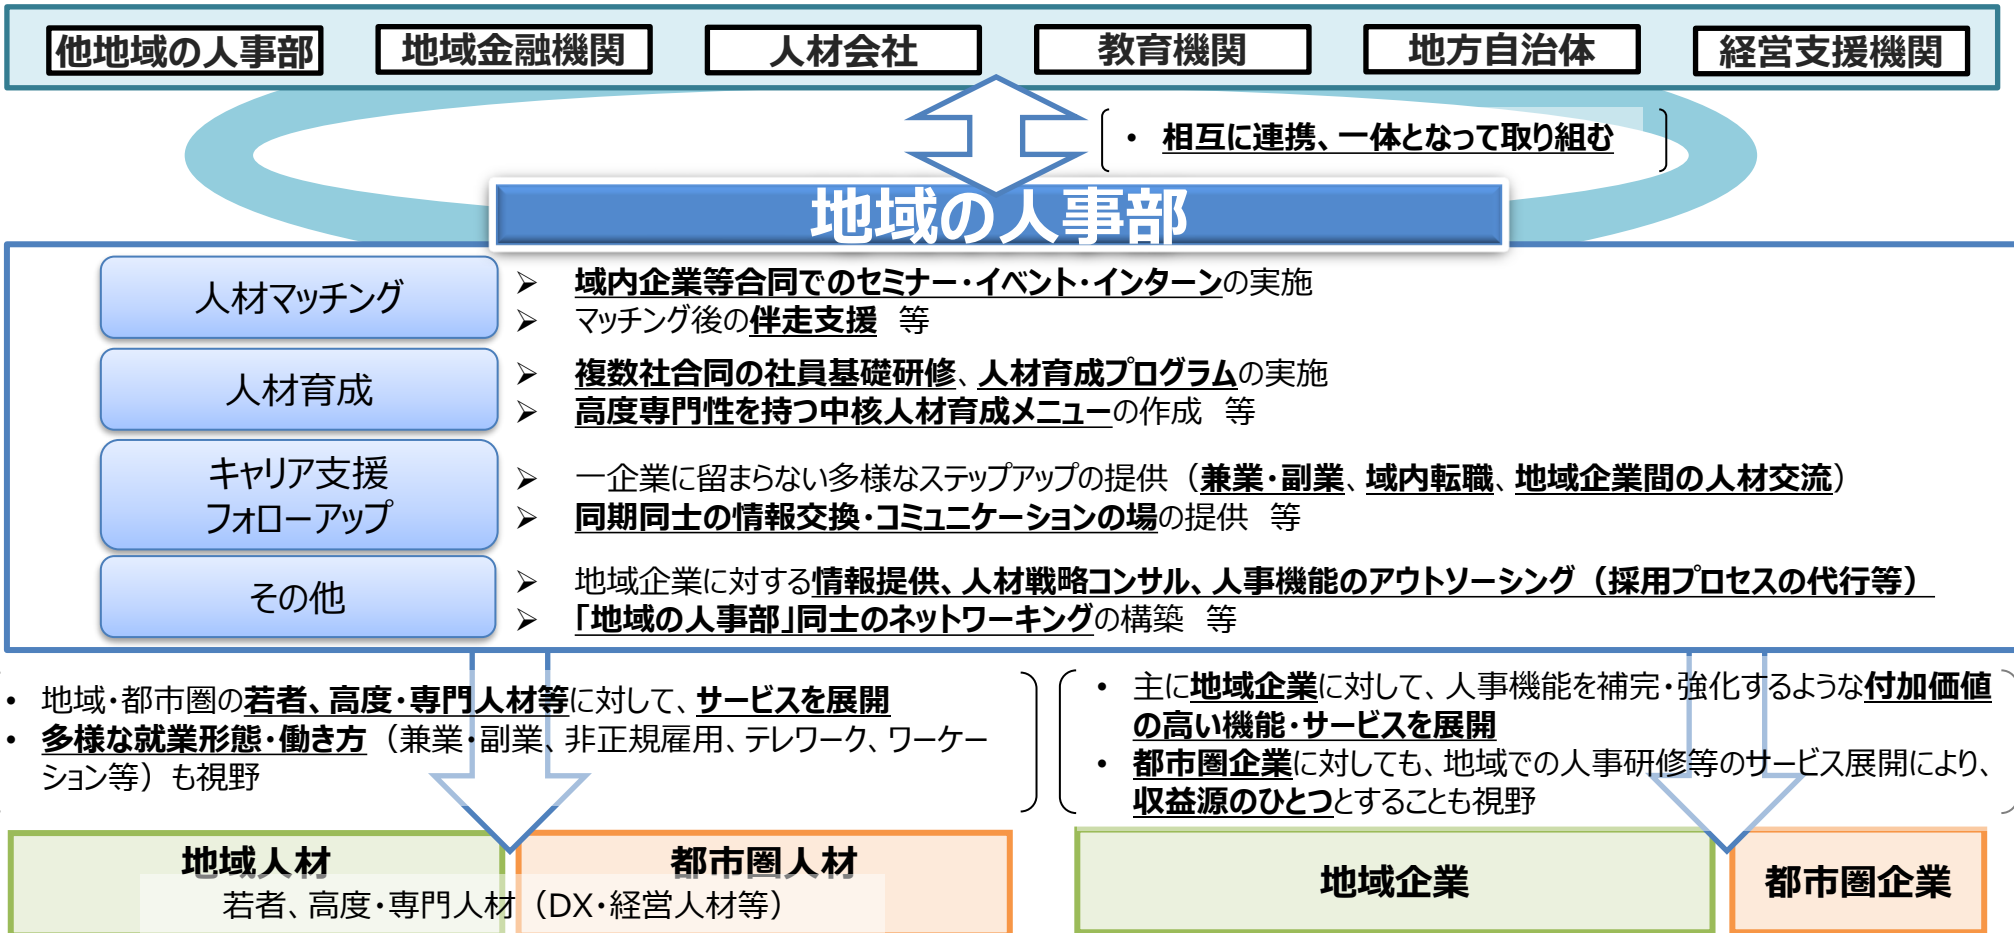 他地域の人事部
地域金融機関
人材会社
教育機関
地方自治体
経営支援機関
• 相互に連携、一体となって取り組む
地域の人事部
人材マッチング
➢ 域内企業等合同でのセミナー・イベント・インターンの実施
➢ マッチング後の伴走支援 等
人材育成
➢ 複数社合同の社員基礎研修、人材育成プログラムの実施
➢ 高度専門性を持つ中核人材育成メニューの作成 等
キャリア支援
フォローアップ
➢ 一企業に留まらない多様なステップアップの提供（兼業・副業、域内転職、地域企業間の人材交流）
➢ 同期同士の情報交換・コミュニケーションの場の提供 等
その他
➢ 地域企業に対する情報提供、人材戦略コンサル、人事機能のアウトソーシング（採用プロセスの代行等）
➢ 「地域の人事部」同士のネットワーキングの構築 等
• 地域・都市圏の若者、高度・専門人材等に対して、サービスを展開
• 多様な就業形態・働き方（兼業・副業、非正規雇用、テレワーク、ワーケー
ション等）も視野
• 主に地域企業に対して、人事機能を補完・強化するような付加価値
の高い機能・サービスを展開
• 都市圏企業に対しても、地域での人事研修等のサービス展開により、
収益源のひとつとすることも視野
地域人材
都市圏人材
若者、高度・専門人材（DX・経営人材等）
地域企業
都市圏企業